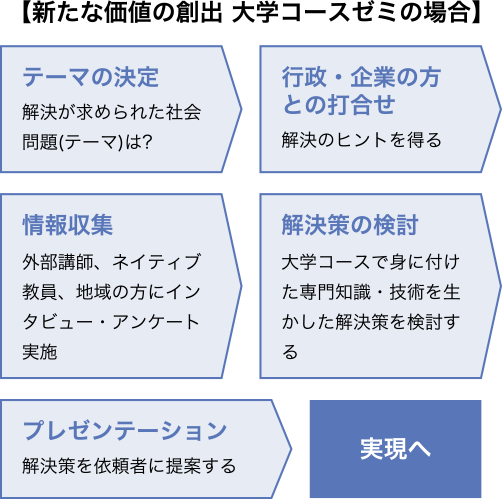 【新たな価値の創出 大学コースゼミの場合】
テーマの決定
解決が求められた社会
問題(テーマ)は?
行政・企業の方
との打合せ
解決のヒントを得る
情報収集
外部講師、ネイティブ
教員、地域の方にイン
タビュー・アンケート
実施
解決策の検討
大学コースで身に付け
た専門知識・技術を生
かした解決策を検討す
る
プレゼンテーション
解決策を依頼者に提案する
実現へ